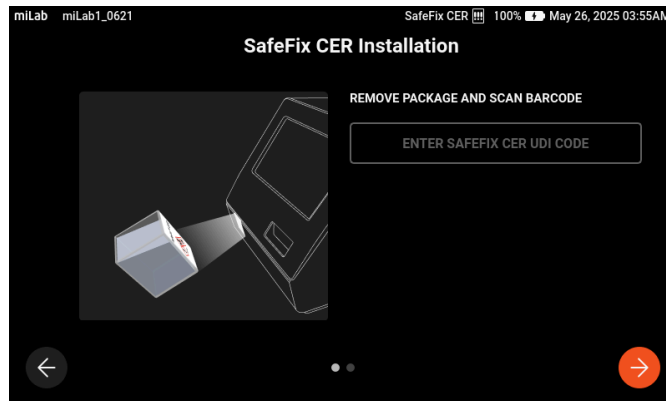 miLab miLab1_0621 SafeFix CER 100% May 26, 2025 03:55AM
SafeFix CER Installation
REMOVE PACKAGE AND SCAN BARCODE
ENTER SAFEFIX CER UDI CODE